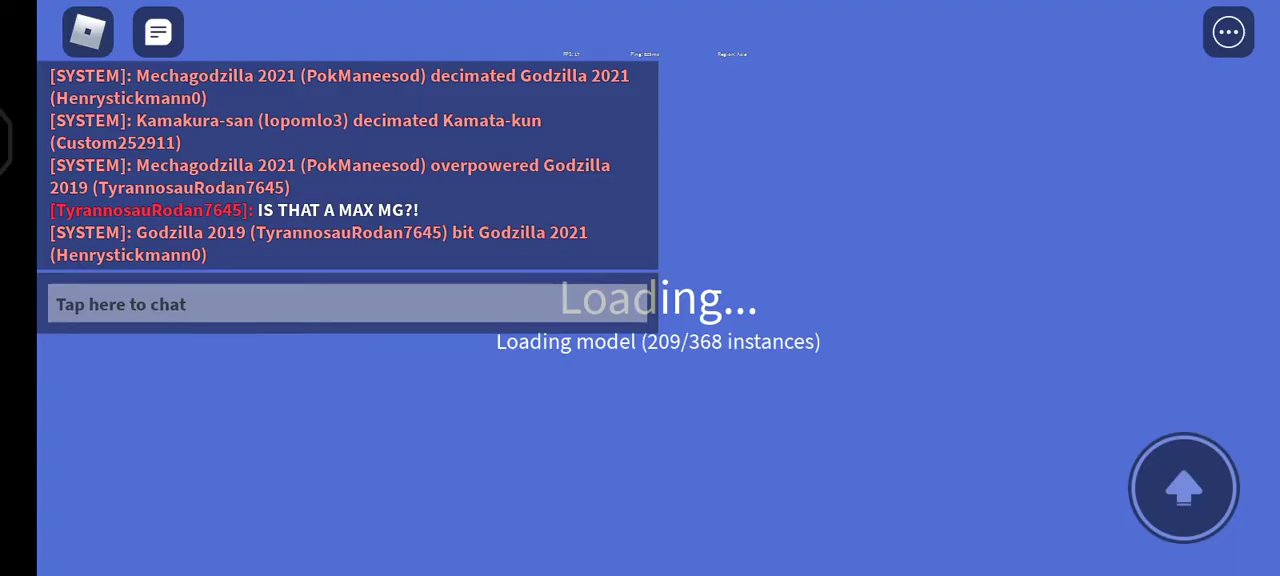 [SYSTEM]: Mechagodzilla 2021 (PokManeesod) decimated Godzilla 2021
(Henrystickmann0)
[SYSTEM]: Kamakura-san (lopomlo3) decimated Kamata-kun
(Custom252911)
[SYSTEM]: Mechagodzilla 2021 (PokManeesod) overpowered Godzilla
2019 (TyrannosauRodan7645)
[TyrannosauRodan7645]: IS THAT A MAX MG?!
[SYSTEM]: Godzilla 2019 (TyrannosauRodan7645) bit Godzilla 2021
(Henrystickmann0)
Tap here to chat
Loading...
Loading model (209/368 instances)